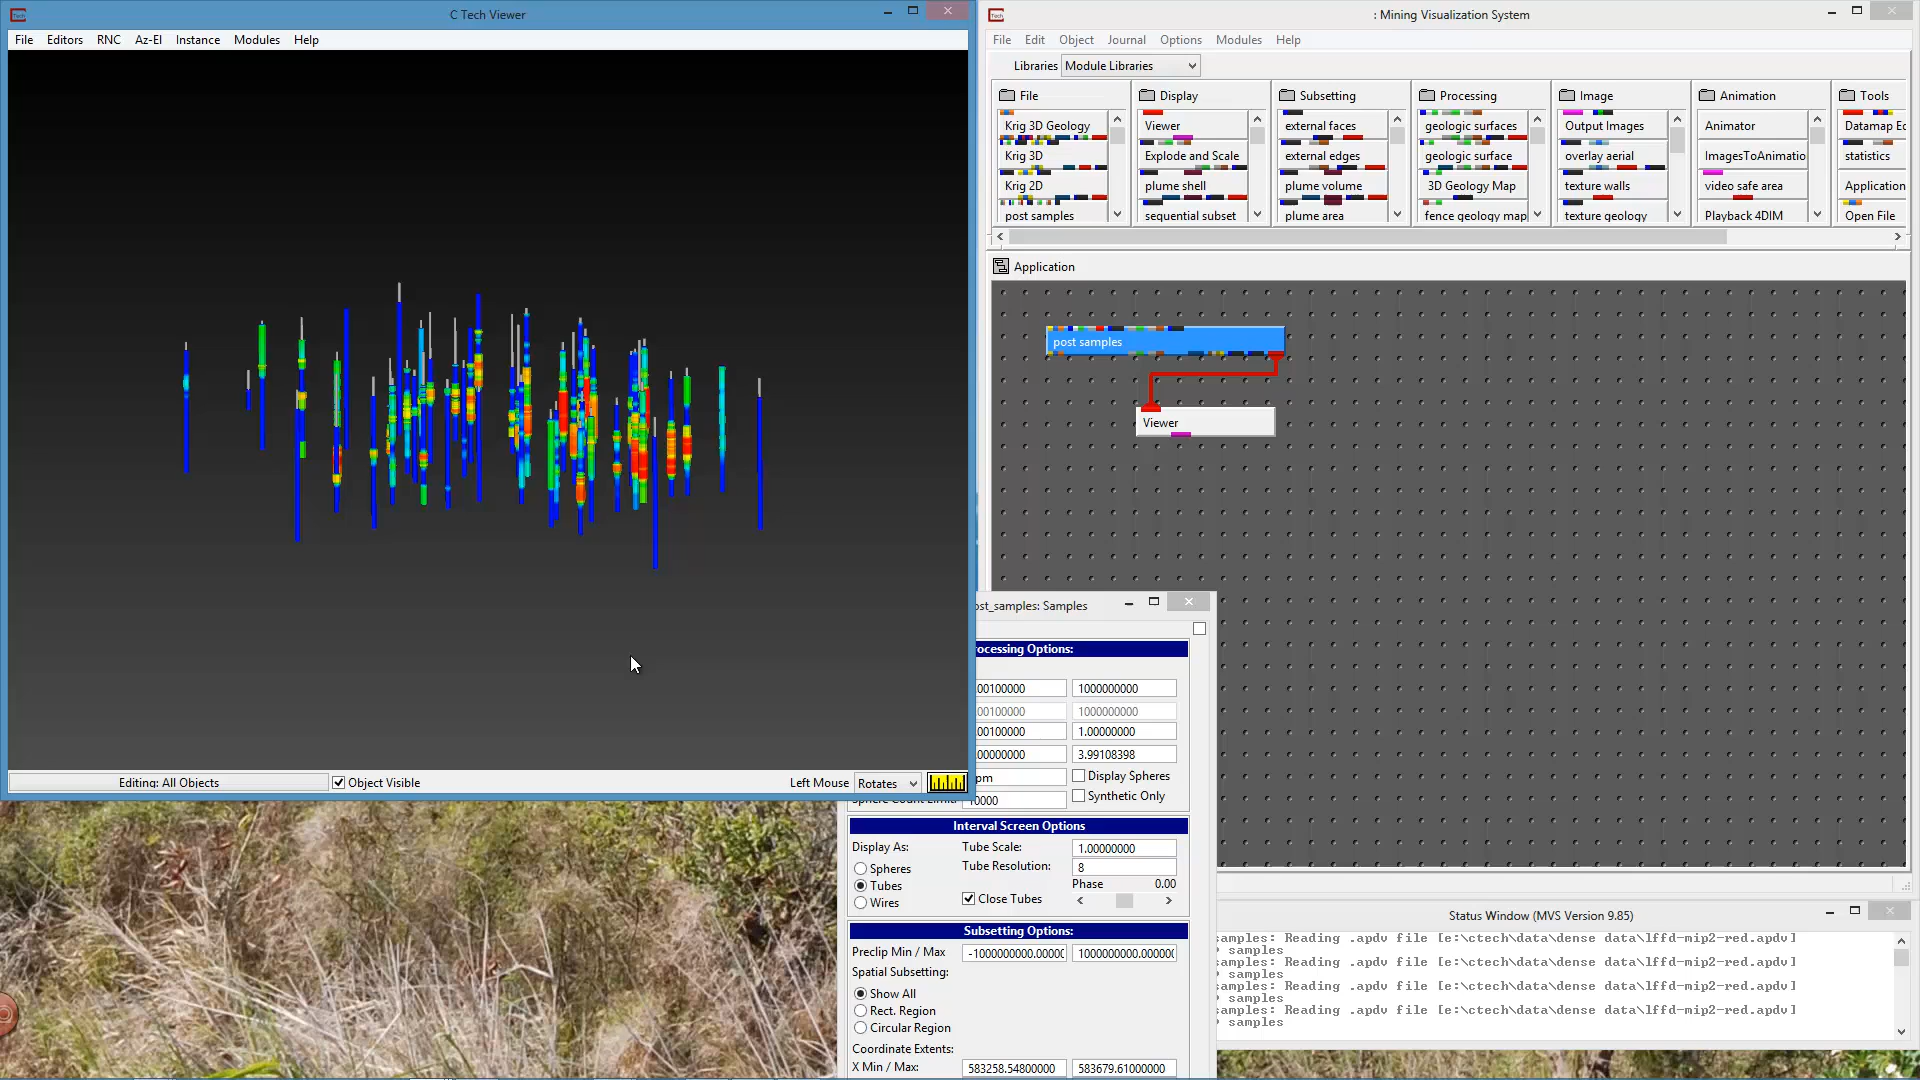 C Tech Viewer
File Editors RNC Az-El Instance Modules Help
Editing: All Objects
Object Visible
Left Mouse Rotates
: Mining Visualization System
File Edit Object Journal Options Modules Help
Libraries Module Libraries
File Display Subsetting Processing Image Animation Tools
Krig 3D Geology Viewer external faces geologic surfaces Output Images Animator Datamap Ec
Krig 3D Explode and Scale external edges geologic surface overlay aerial ImagesToAnimatio statistics
Krig 2D plume shell plume volume 3D Geology Map texture walls video safe area Application
post samples sequential subset plume area fence geology map texture geology Playback 4DIM Open File
Application
post samples
Viewer
ost_samples: Samples
ocessing Options:
00100000 1000000000
00100000 1000000000
00100000 1.00000000
00000000 3.99108398
pm Display Spheres
Synthetic Only
10000
Interval Screen Options
Display As: Tube Scale: 1.00000000
Spheres Tube Resolution: 8
Tubes Phase 0.00
Wires Close Tubes
Subsetting Options:
Preclip Min / Max -1000000000.0000 1000000000.00000
Spatial Subsetting:
Show All
Rect. Region
Circular Region
Coordinate Extents:
X Min / Max: 583258.54800000 583679.61000000
Status Window (MVS Version 9.85)
samples: Reading .apdv file [e:\ctech\data\dense data\lffd-mip2-red.apdv]
samples
samples: Reading .apdv file [e:\ctech\data\dense data\lffd-mip2-red.apdv]
samples
samples: Reading .apdv file [e:\ctech\data\dense data\lffd-mip2-red.apdv]
samples
samples: Reading .apdv file [e:\ctech\data\dense data\lffd-mip2-red.apdv]
samples